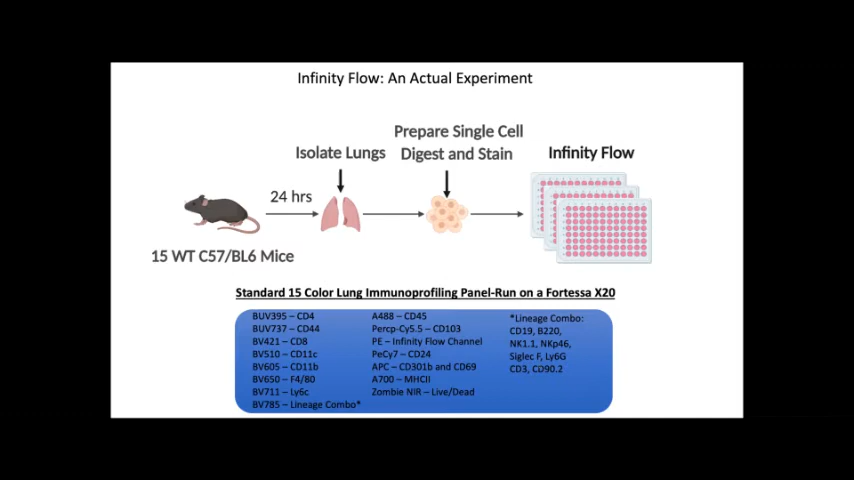 Infinity Flow: An Actual Experiment
Prepare Single Cell
Digest and Stain
Isolate Lungs
Infinity Flow
24 hrs
15 WT C57/BL6 Mice
Standard 15 Color Lung Immunoprofiling Panel-Run on a Fortessa X20
BUV395 – CD4
BUV737 – CD44
BV421 – CD8
BV510 – CD11c
BV605 – CD11b
BV650 – F4/80
BV711 – Ly6c
BV785 – Lineage Combo*
A488 – CD45
Percp-Cy5.5 – CD103
PE – Infinity Flow Channel
PeCy7 – CD24
APC – CD301b and CD69
A700 – MHCII
Zombie NIR – Live/Dead
*Lineage Combo:
CD19, B220,
NK1.1, NKp46,
Siglec F, Ly6G
CD3, CD90.2